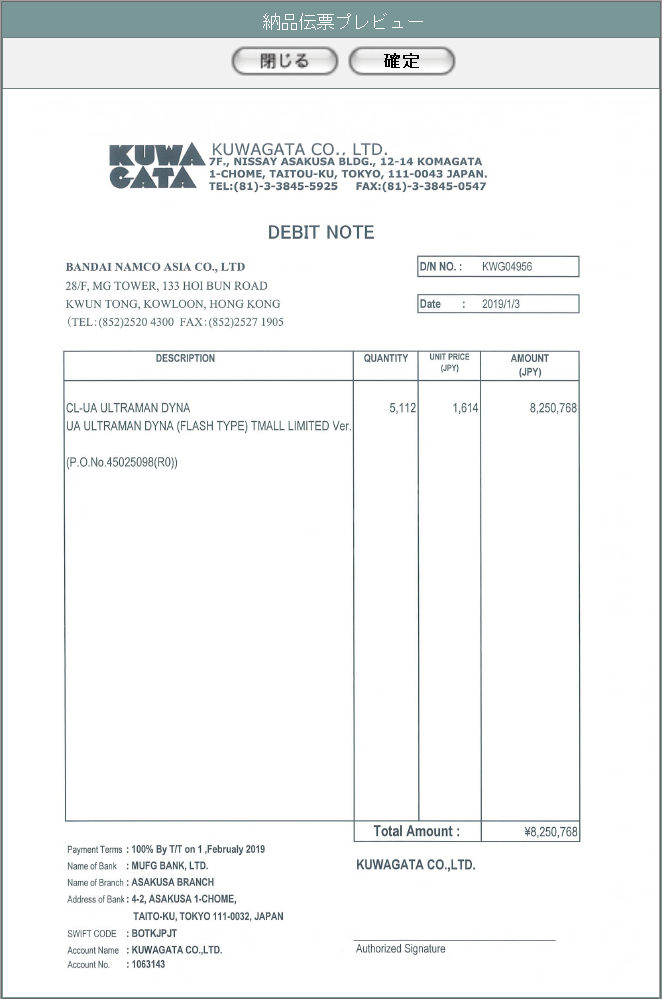 納品伝票プレビュー
閉じる 確定
KUWA
GATA
KUWAGATA CO., LTD.
7F., NISSAY ASAKUSA BLDG., 12-14 KOMAGATA
1-CHOME, TAITOU-KU, TOKYO, 111-0043 JAPAN.
TEL:(81)-3-3845-5925 FAX:(81)-3-3845-0547
DEBIT NOTE
BANDAI NAMCO ASIA CO., LTD
28/F, MG TOWER, 133 HOI BUN ROAD
KWUN TONG, KOWLOON, HONG KONG
(TEL:(852)2520 4300 FAX:(852)2527 1905
D/N NO. : KWG04956
Date : 2019/1/3
DESCRIPTION QUANTITY UNIT PRICE (JPY) AMOUNT (JPY)
CL-UA ULTRAMAN DYNA 5,112 1,614 8,250,768
UA ULTRAMAN DYNA (FLASH TYPE) TMALL LIMITED Ver.
(P.O.No.45025098(R0))
Total Amount : ¥8,250,768
Payment Terms : 100% By T/T on 1 ,Februaly 2019
Name of Bank : MUFG BANK, LTD.
Name of Branch : ASAKUSA BRANCH
Address of Bank : 4-2, ASAKUSA 1-CHOME,
TAITO-KU, TOKYO 111-0032, JAPAN
SWIFT CODE : BOTKJPJT
Account Name : KUWAGATA CO.,LTD.
Account No. : 1063143
KUWAGATA CO.,LTD.
Authorized Signature